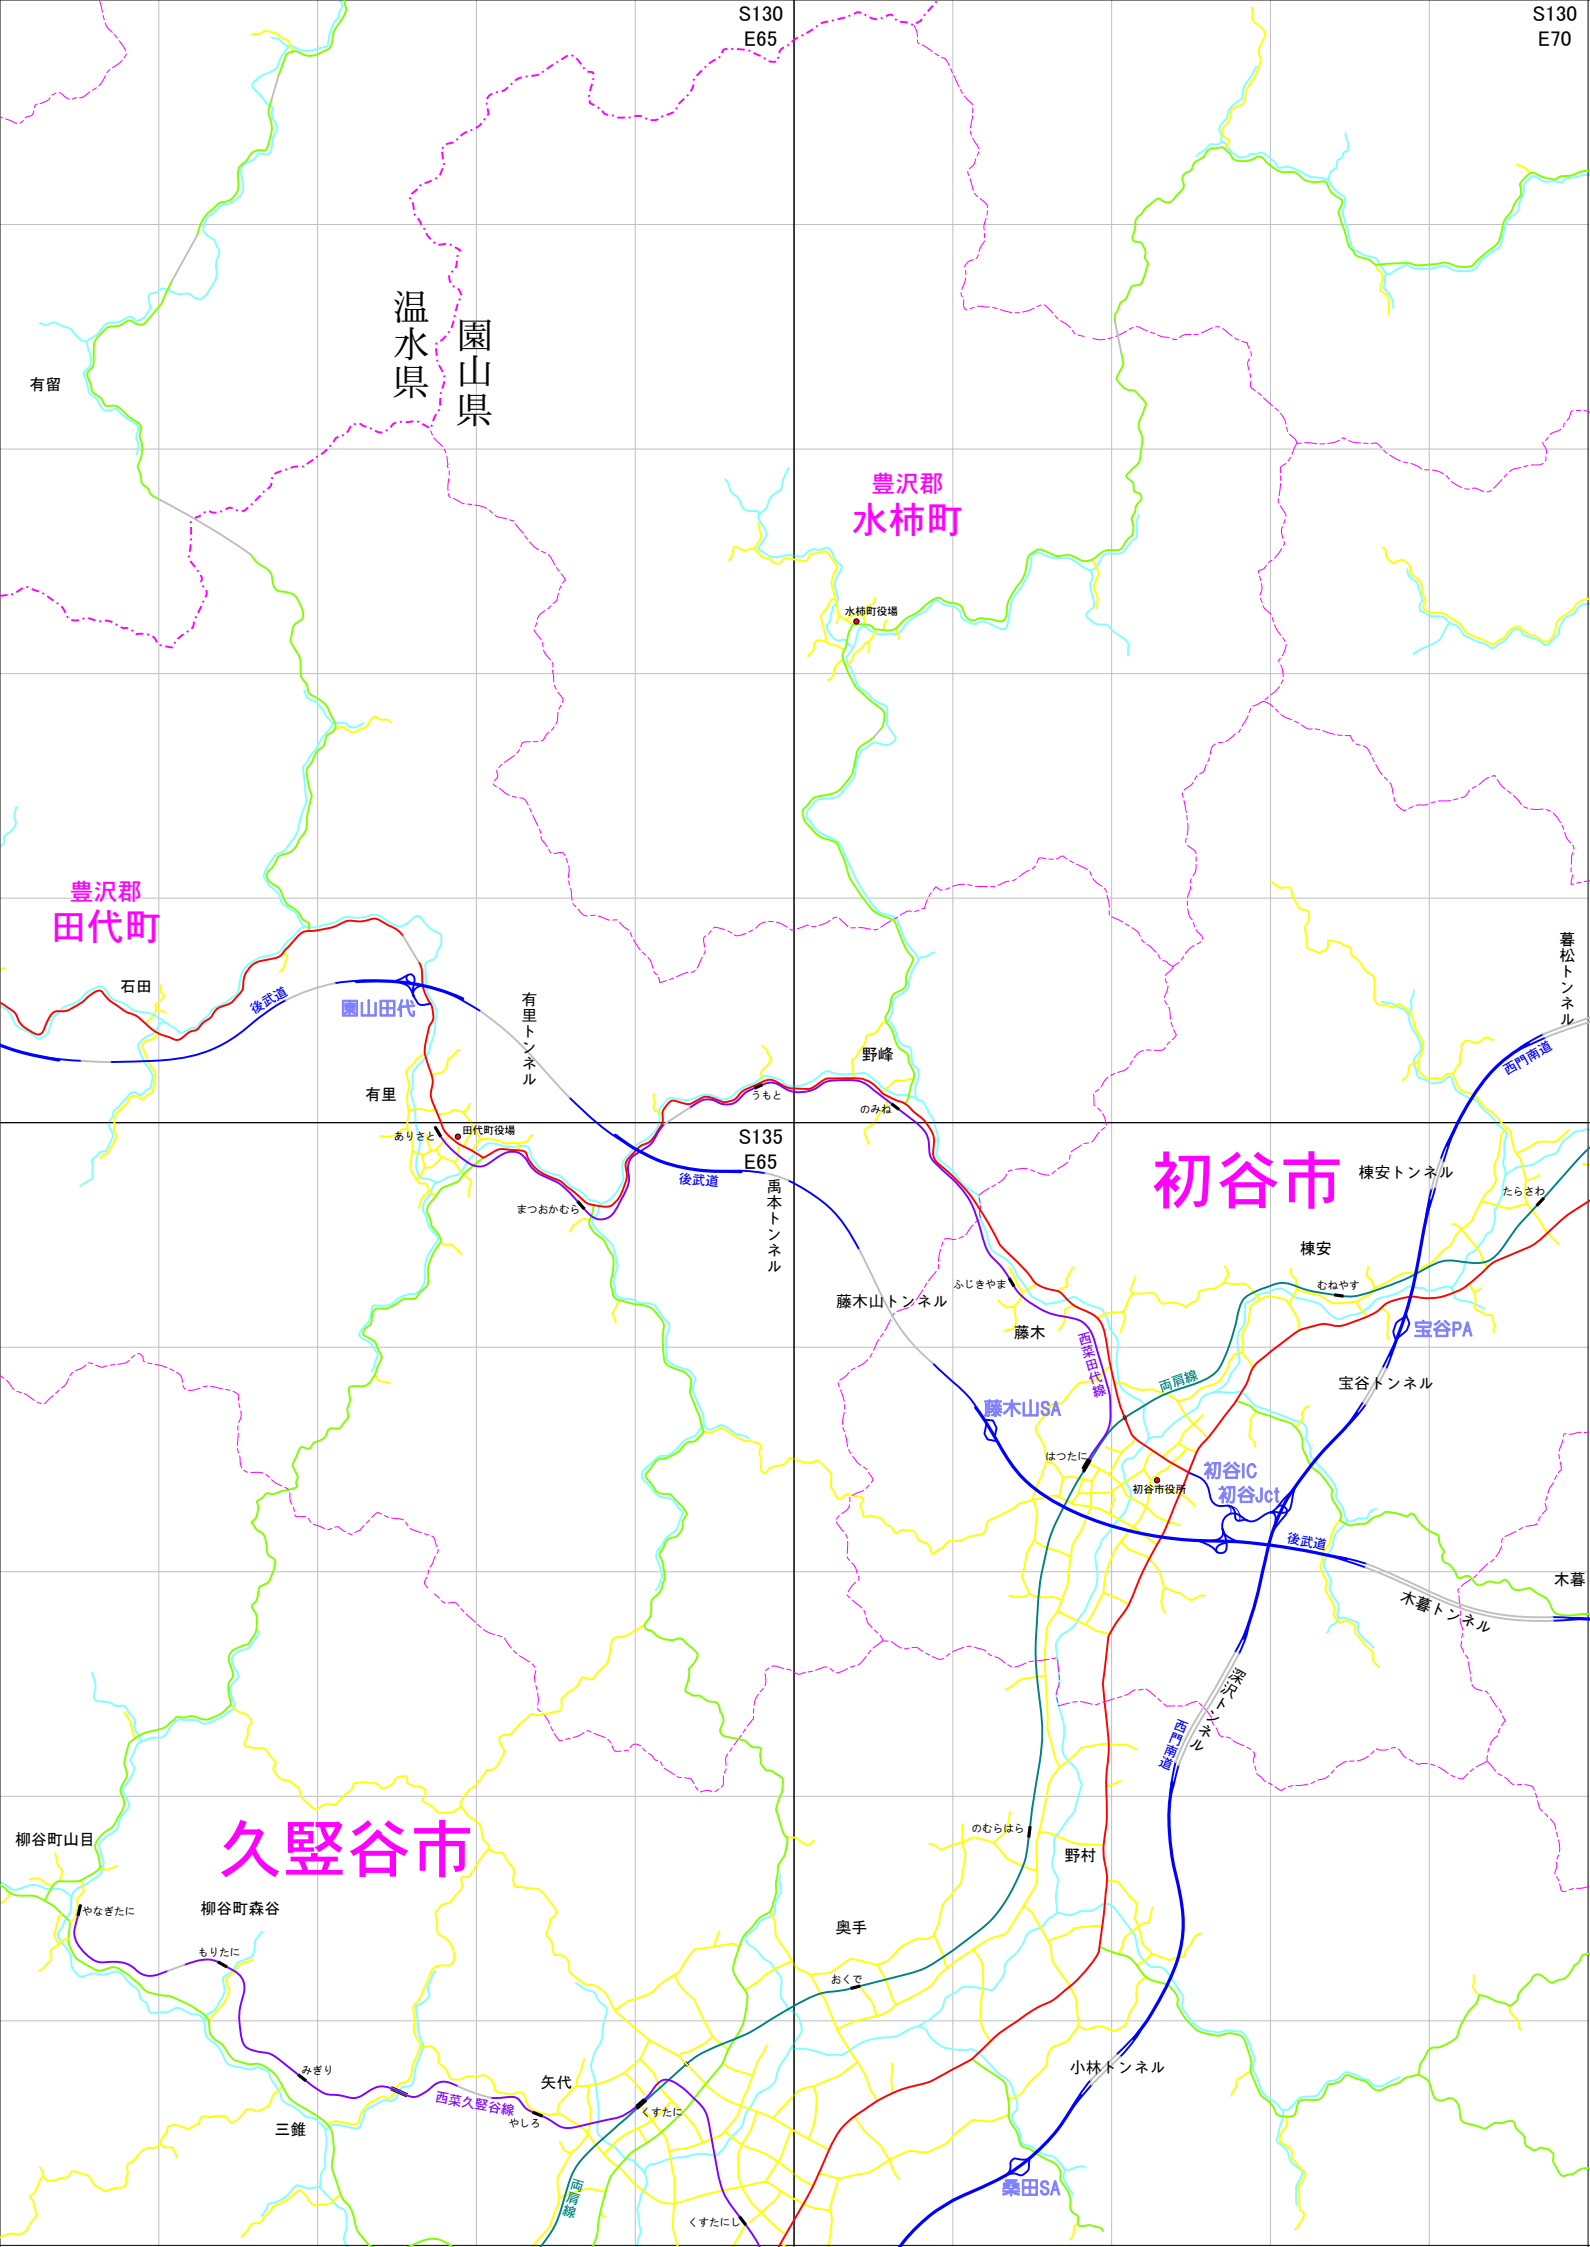 S130
E65
S130
E70
温水県
園山県
有留
豊沢郡
水柿町
水柿町役場
豊沢郡
田代町
石田
後武道
園山田代
有里トンネル
暮松トンネル
西門南道
野峰
有里
うもと
のみね
ありさと
田代町役場
S135
E65
後武道
禹本トンネル
まつおかむら
初谷市
棟安トンネル
たらさわ
棟安
むねやす
ふじきやま
藤木山トンネル
藤木
西菜田代線
宝谷PA
両肩線
宝谷トンネル
藤木山SA
はつたに
初谷市役所
初谷IC
初谷Jct
後武道
木暮
木暮トンネル
深沢トンネル
西門南道
久竪谷市
柳谷町山目
のむらはら
野村
やなぎたに
柳谷町森谷
奥手
もりたに
おくで
みぎり
矢代
小林トンネル
西菜久竪谷線
やしろ
くすたに
三錐
両肩線
桑田SA
くすたにし